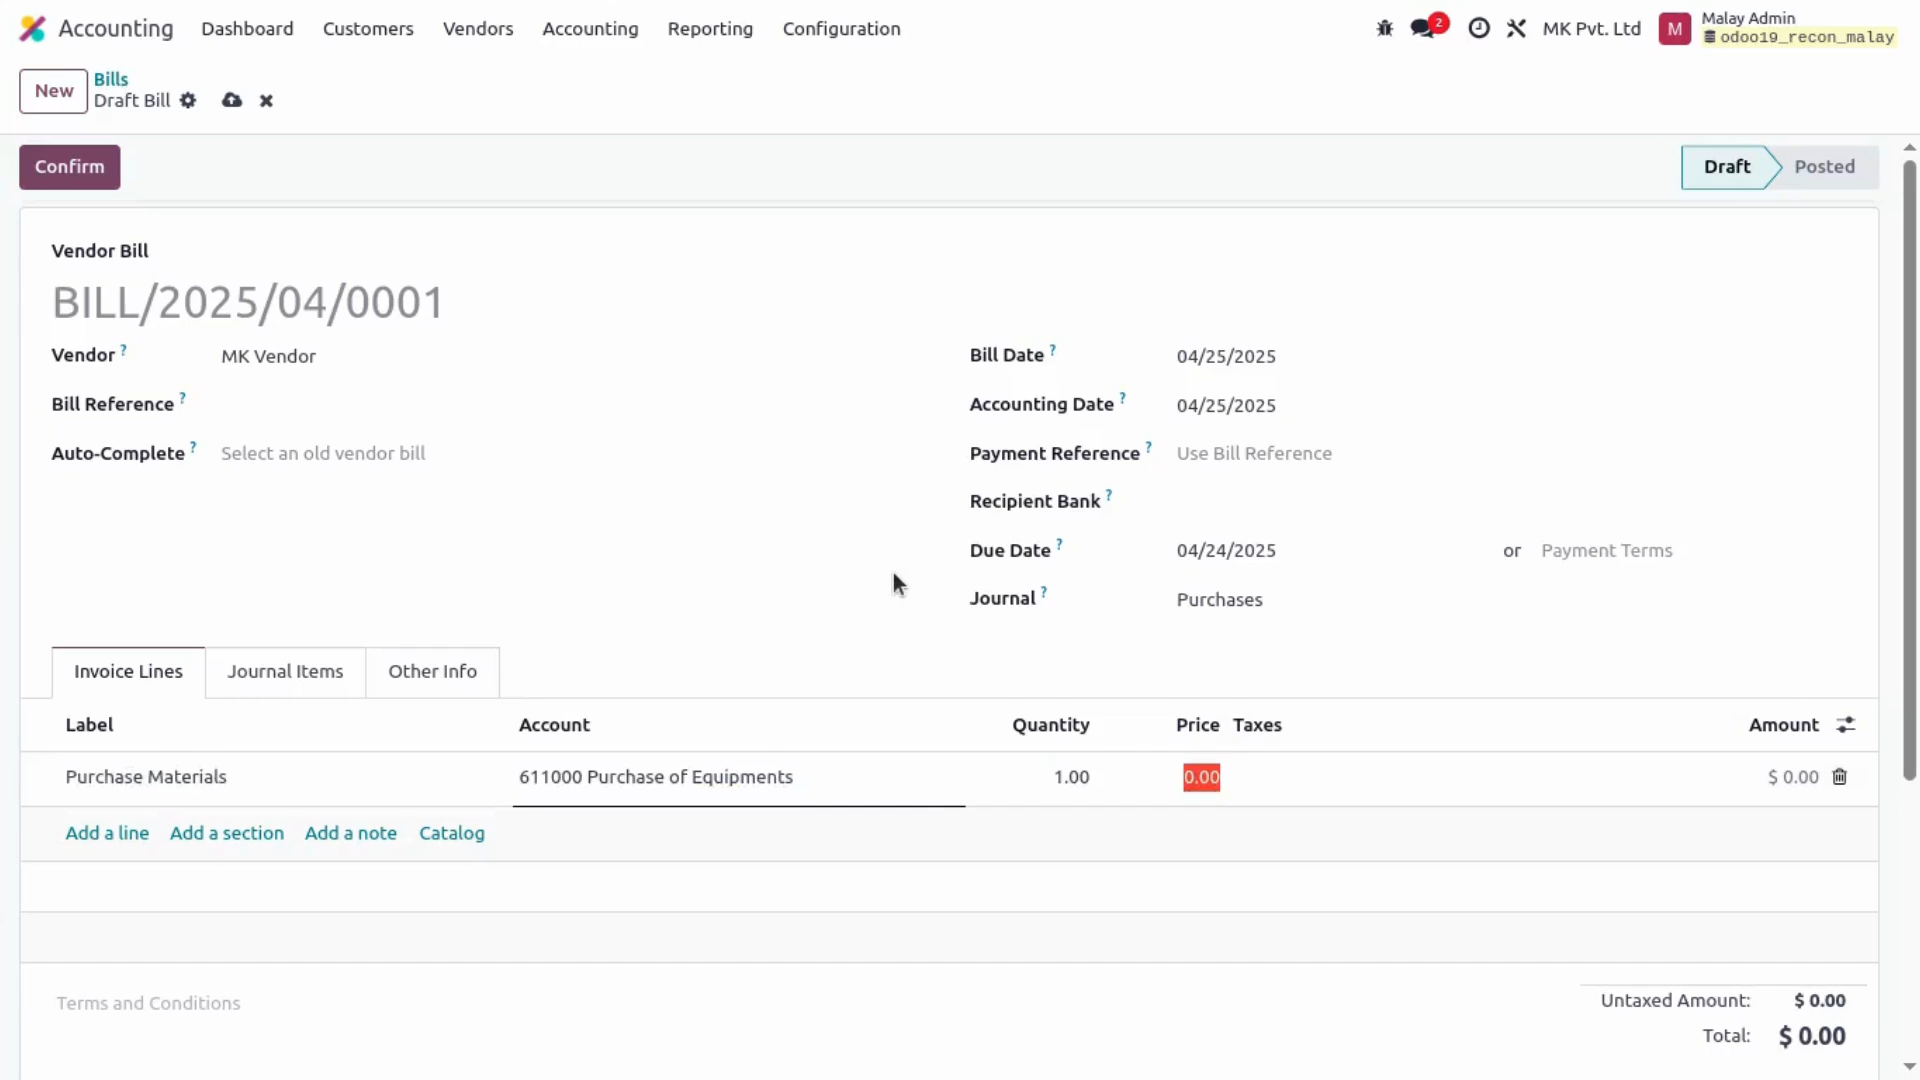 Accounting Dashboard Customers Vendors Accounting Reporting Configuration 2 MK Pvt. Ltd M Malay Admin
odoo19_recon_malay
New Bills
Draft Bill
Confirm Draft Posted
Vendor Bill
BILL/2025/04/0001
Vendor ? MK Vendor Bill Date ? 04/25/2025
Bill Reference ? Accounting Date ? 04/25/2025
Auto-Complete ? Select an old vendor bill Payment Reference ? Use Bill Reference
Recipient Bank ?
Due Date ? 04/24/2025 or Payment Terms
Journal ? Purchases
Invoice Lines Journal Items Other Info
Label Account Quantity Price Taxes Amount
Purchase Materials 611000 Purchase of Equipments 1.00 0.00 $ 0.00
Add a line Add a section Add a note Catalog
Terms and Conditions Untaxed Amount: $ 0.00
Total: $ 0.00